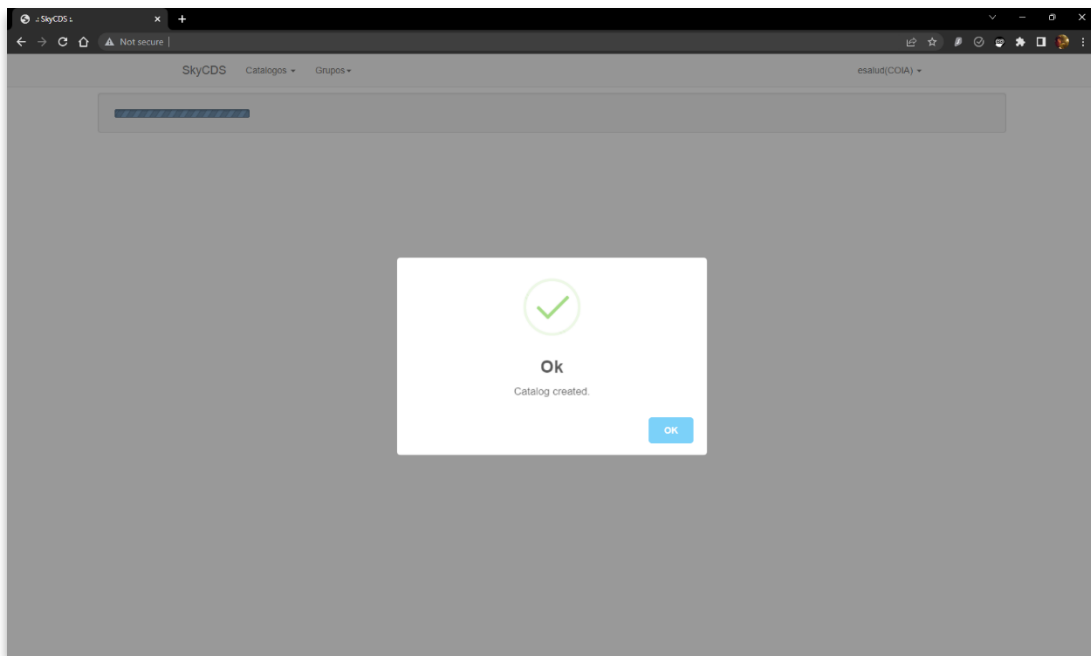 .: SkyCDS :.
Not secure
SkyCDS Catalogos Grupos esalud(COIA)
Ok
Catalog created.
OK